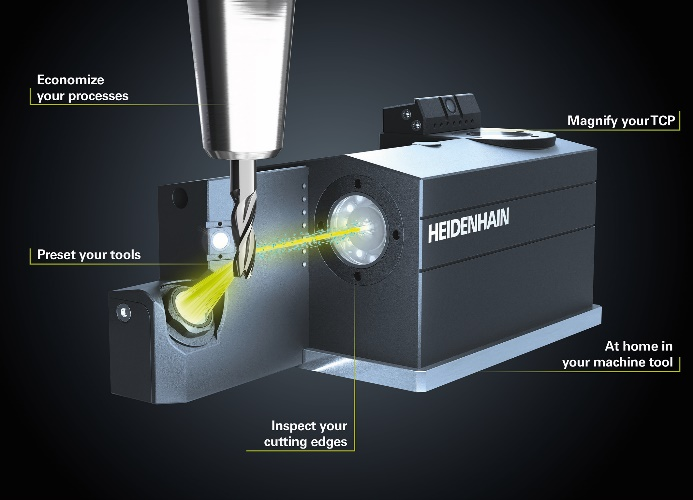 Economize
your processes
Magnify your TCP
HEIDENHAIN
Preset your tools
At home in
your machine tool
Inspect your
cutting edges